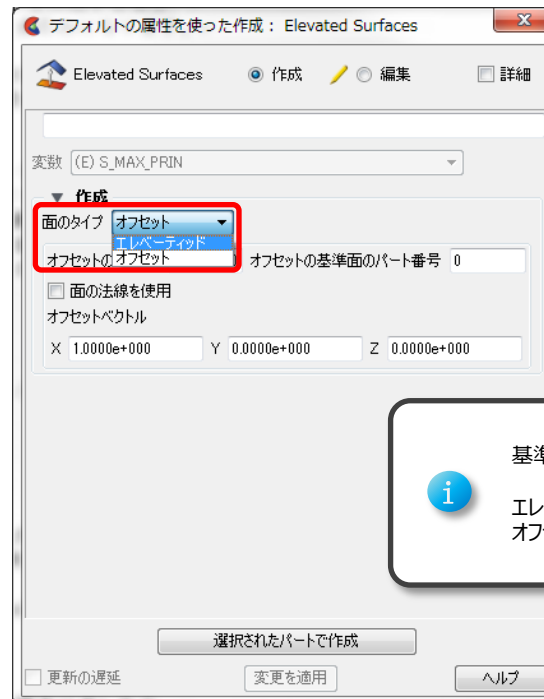 デフォルトの属性を使った作成： Elevated Surfaces
Elevated Surfaces 作成 編集 詳細
変数 (E) S_MAX_PRIN
作成
面のタイプ オフセット
エレベーティッド
オフセットの オフセット オフセットの基準面のパート番号 0
面の法線を使用
オフセットベクトル
X 1.0000e+000 Y 0.0000e+000 Z 0.0000e+000
基準
エレ
オフ
選択されたパートで作成
更新の遅延 変更を適用 ヘルプ